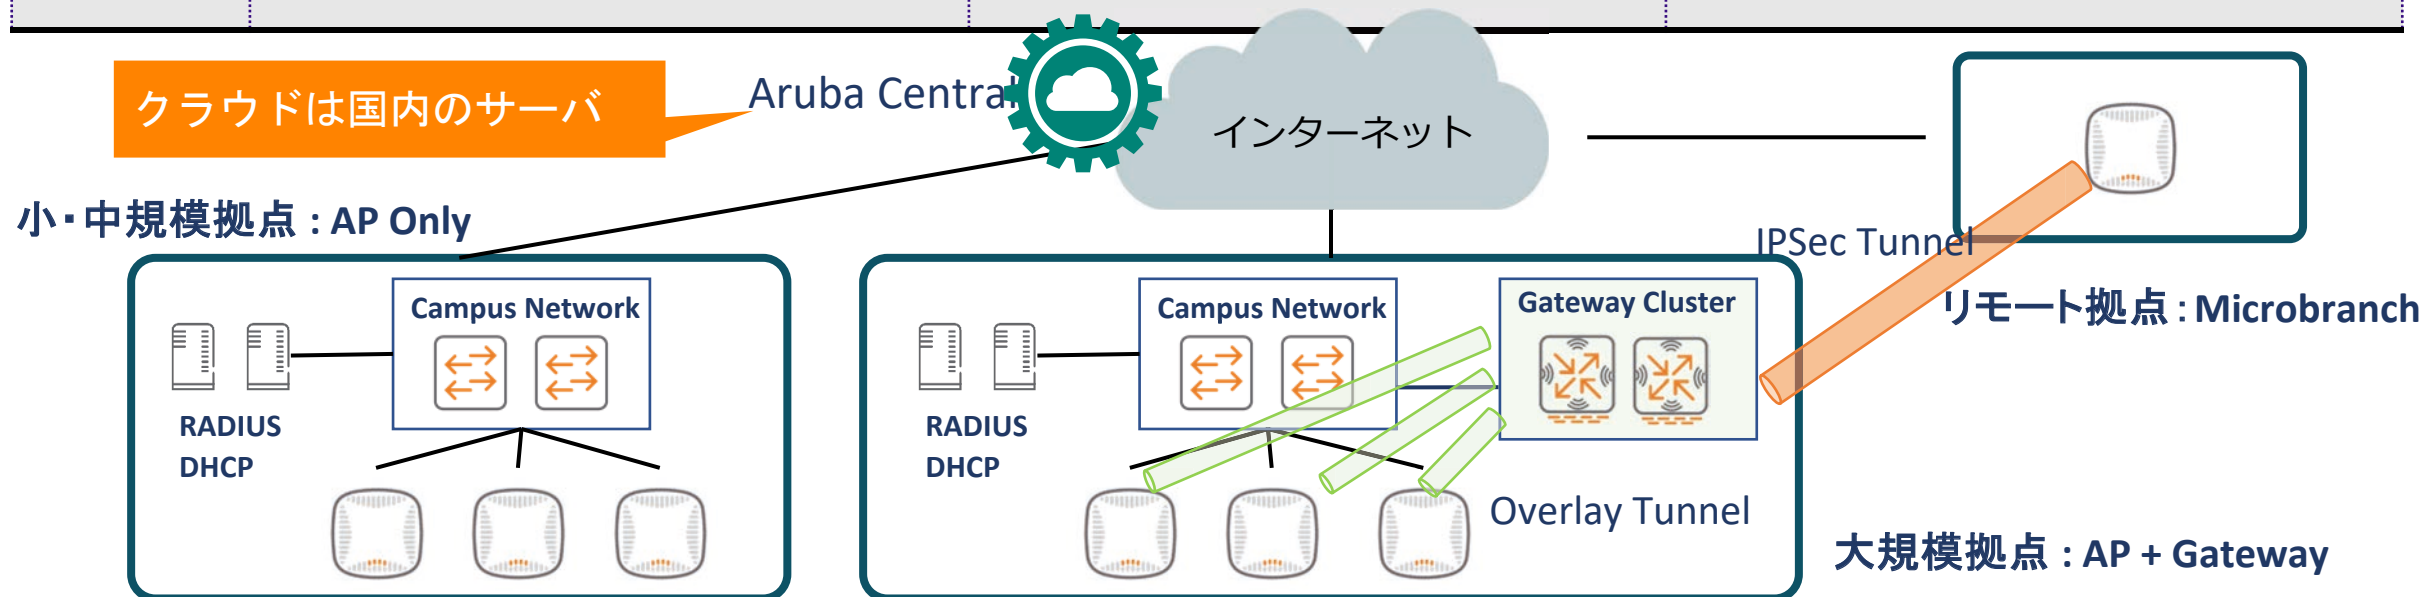 クラウドは国内のサーバ
Aruba Central
インターネット
小・中規模拠点 : AP Only
IPSec Tunnel
リモート拠点 : Microbranch
Campus Network
RADIUS
DHCP
Campus Network
Gateway Cluster
RADIUS
DHCP
Overlay Tunnel
大規模拠点 : AP + Gateway